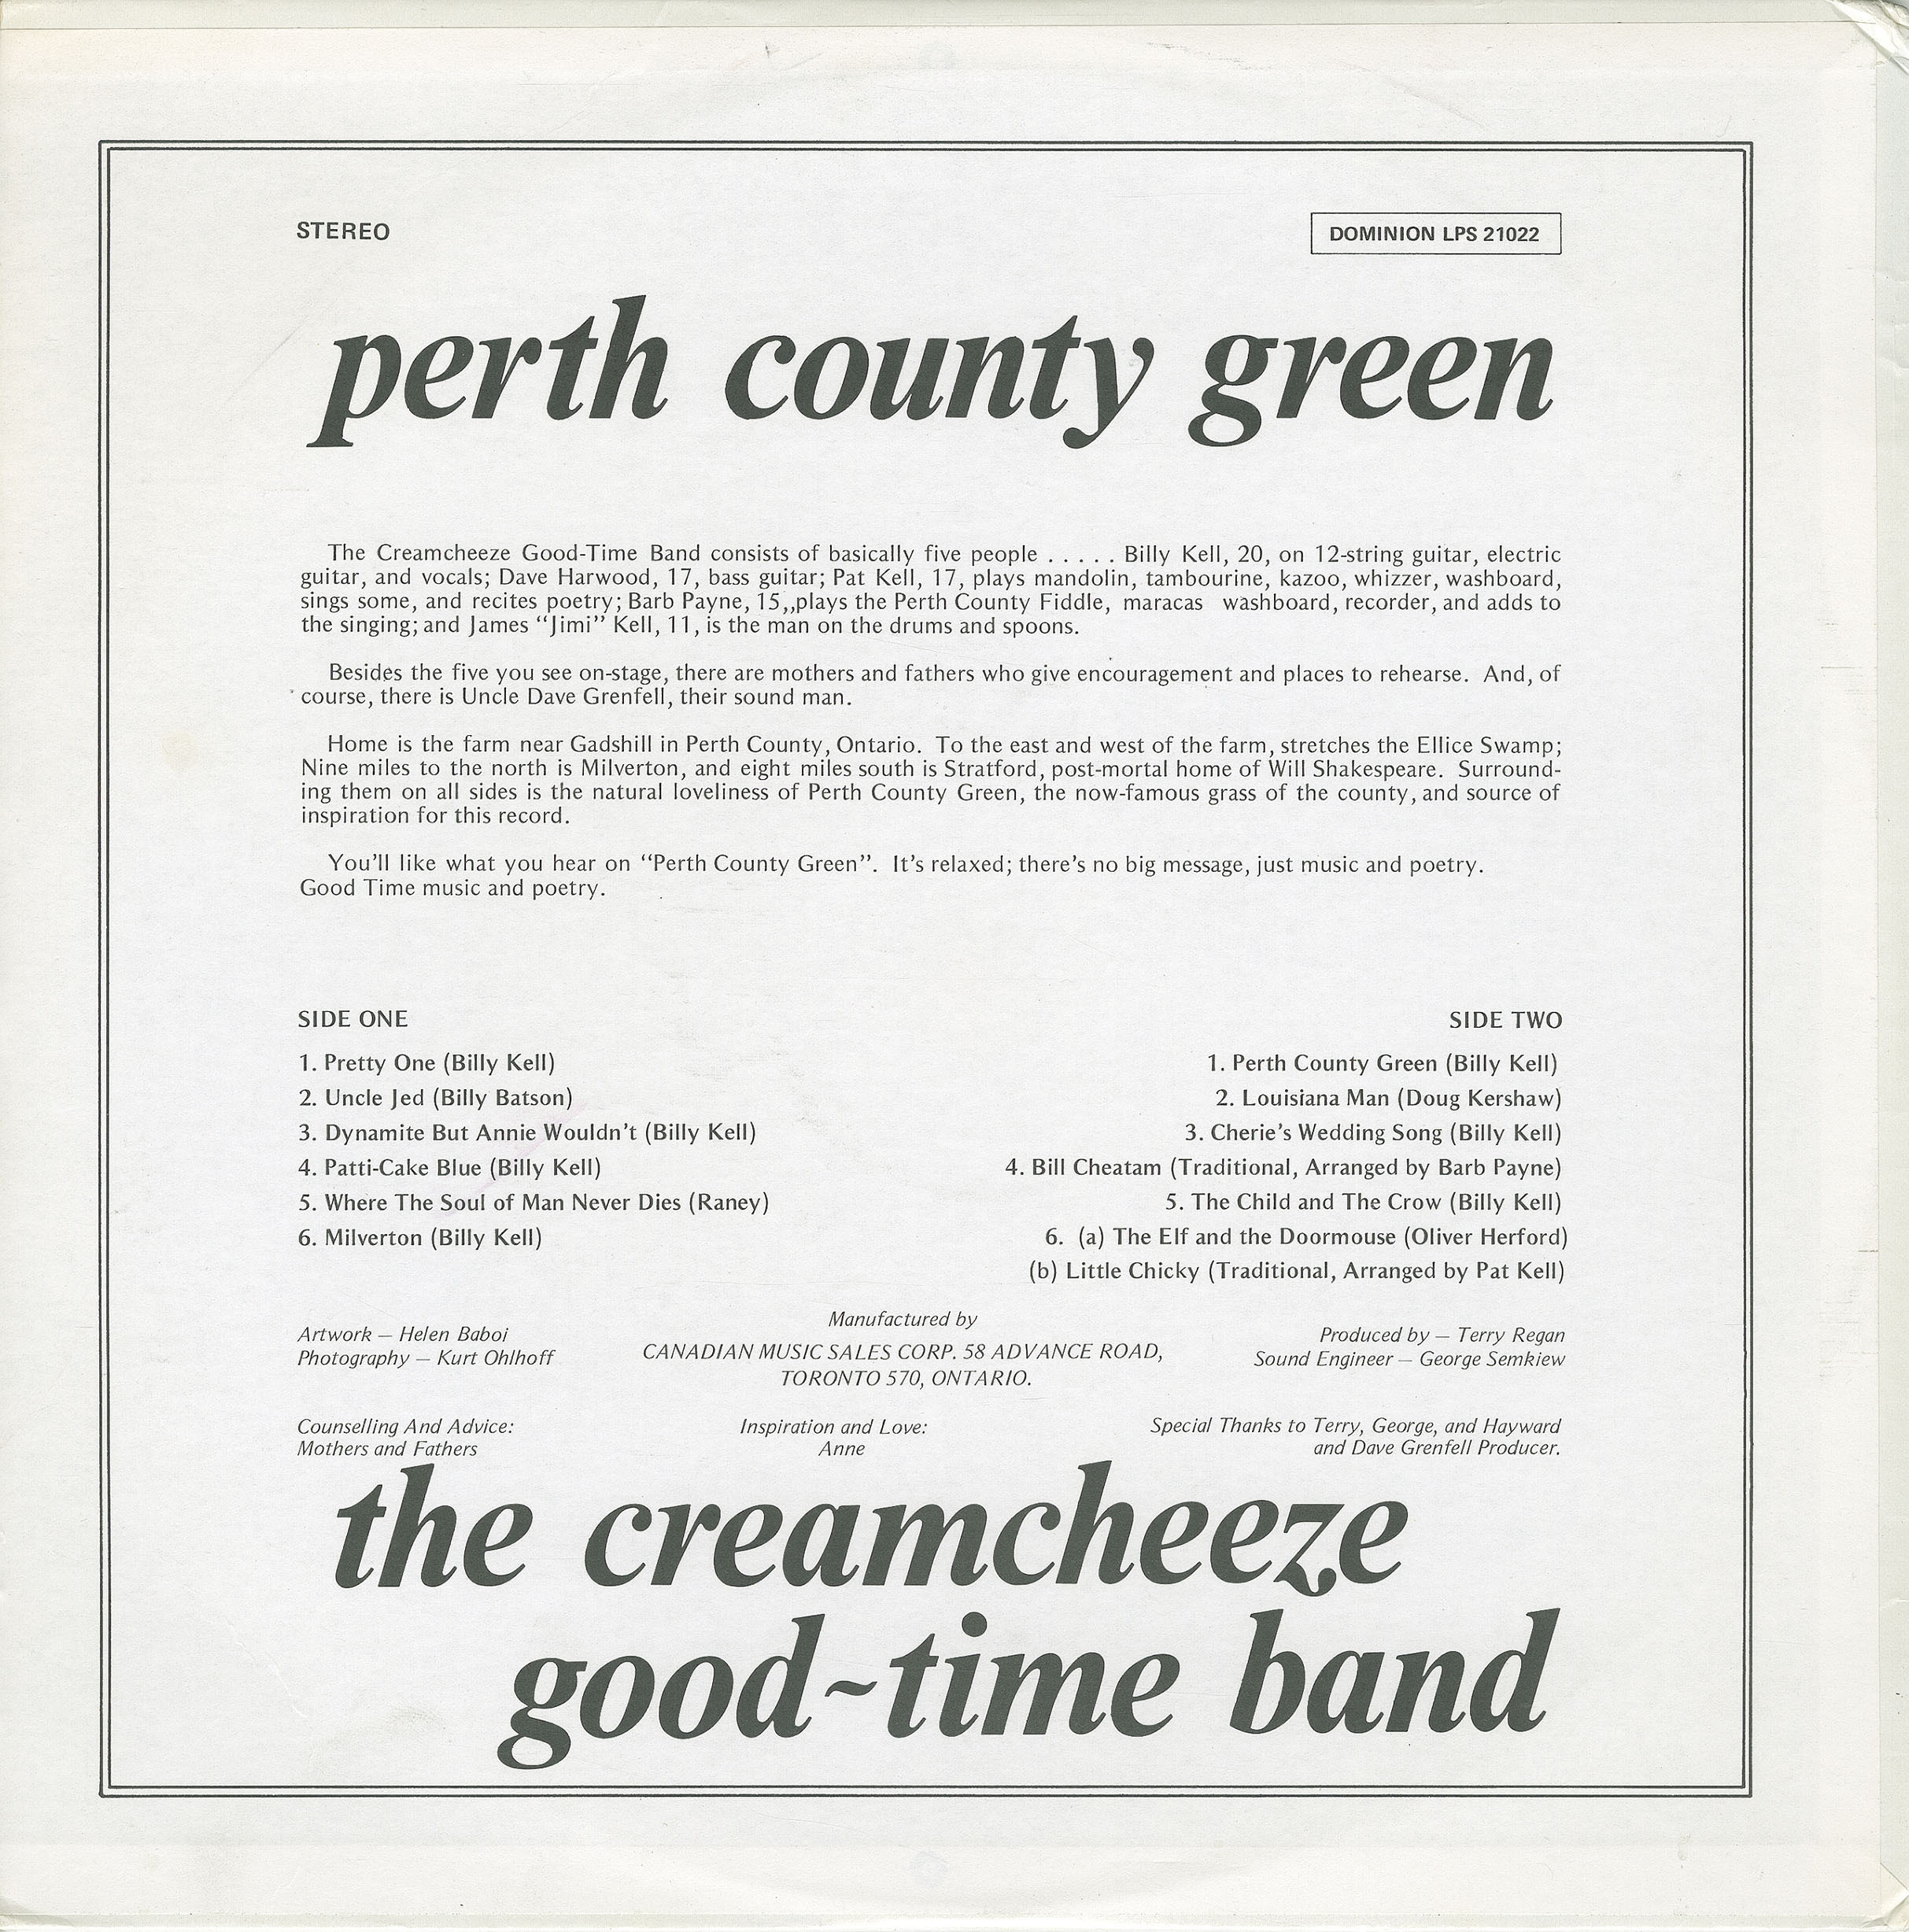 STEREO
DOMINION LPS 21022
perth county green
The Creamcheeze Good-Time Band consists of basically five people . . . . . Billy Kell, 20, on 12-string guitar, electric
guitar, and vocals; Dave Harwood, 17, bass guitar; Pat Kell, 17, plays mandolin, tambourine, kazoo, whizzer, washboard,
sings some, and recites poetry; Barb Payne, 15,,plays the Perth County Fiddle, maracas washboard, recorder, and adds to
the singing; and James “Jimi” Kell, 11, is the man on the drums and spoons.
Besides the five you see on-stage, there are mothers and fathers who give encouragement and places to rehearse. And, of
course, there is Uncle Dave Grenfell, their sound man.
Home is the farm near Gadshill in Perth County, Ontario. To the east and west of the farm, stretches the Ellice Swamp;
Nine miles to the north is Milverton, and eight miles south is Stratford, post-mortal home of Will Shakespeare. Surround-
ing them on all sides is the natural loveliness of Perth County Green, the now-famous grass of the county, and source of
inspiration for this record.
You’ll like what you hear on “Perth County Green”. It’s relaxed; there’s no big message, just music and poetry.
Good Time music and poetry.
SIDE ONE
1. Pretty One (Billy Kell)
2. Uncle Jed (Billy Batson)
3. Dynamite But Annie Wouldn’t (Billy Kell)
4. Patti-Cake Blue (Billy Kell)
5. Where The Soul of Man Never Dies (Raney)
6. Milverton (Billy Kell)
SIDE TWO
1. Perth County Green (Billy Kell)
2. Louisiana Man (Doug Kershaw)
3. Cherie’s Wedding Song (Billy Kell)
4. Bill Cheatam (Traditional, Arranged by Barb Payne)
5. The Child and The Crow (Billy Kell)
6. (a) The Elf and the Doormouse (Oliver Herford)
(b) Little Chicky (Traditional, Arranged by Pat Kell)
Artwork — Helen Baboi
Photography — Kurt Ohlhoff
Manufactured by
CANADIAN MUSIC SALES CORP. 58 ADVANCE ROAD,
TORONTO 570, ONTARIO.
Produced by — Terry Regan
Sound Engineer — George Semkiew
Counselling And Advice:
Mothers and Fathers
Inspiration and Love:
Anne
Special Thanks to Terry, George, and Hayward
and Dave Grenfell Producer.
the creamcheeze
good~time band